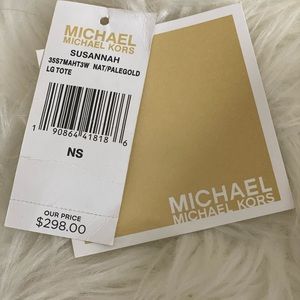 MICHAEL
MICHAEL KORS
SUSANNAH
35S7MAHT3W NAT/PALEGOLD
LG TOTE
1 90864 41818 6
NS
OUR PRICE
$298.00
MICHAEL
MICHAEL KORS